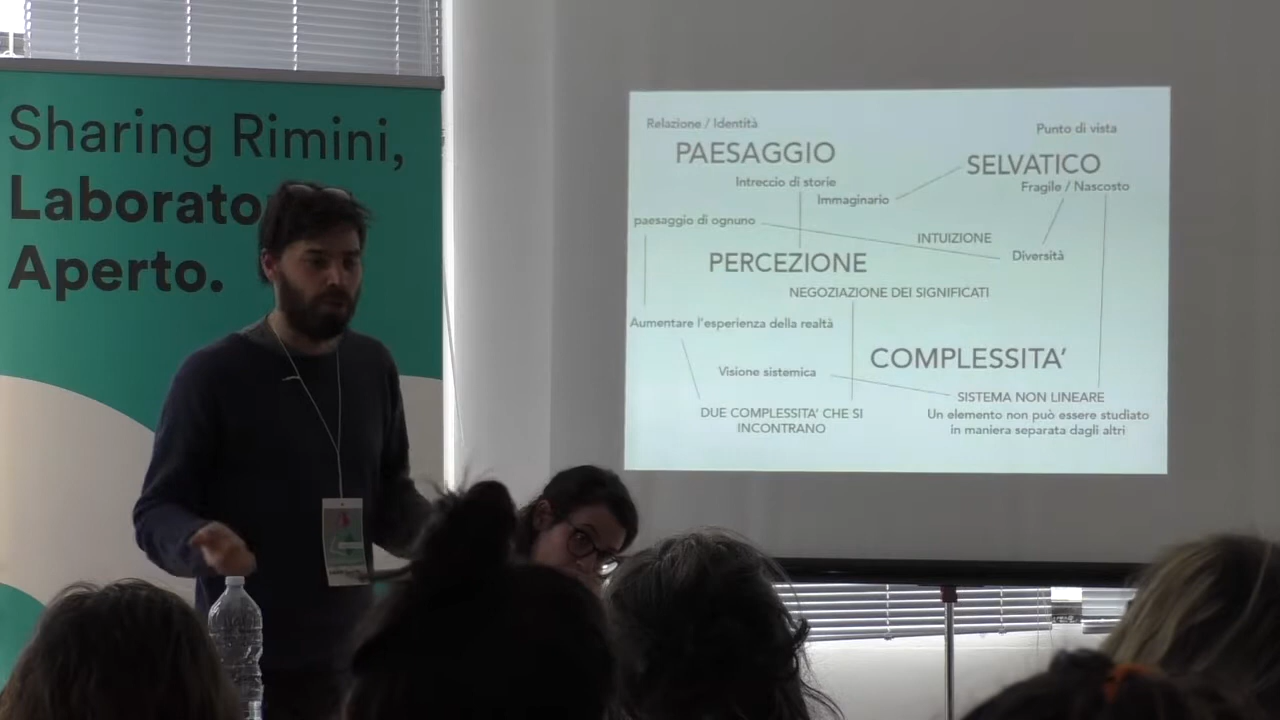 Sharing Rimini,
Laborato
Aperto.
Relazione / Identità
PAESAGGIO
Intreccio di storie
Immaginario
Punto di vista
SELVATICO
Fragile / Nascosto
paesaggio di ognuno
INTUIZIONE
Diversità
PERCEZIONE
NEGOZIAZIONE DEI SIGNIFICATI
Aumentare l'esperienza della realtà
COMPLESSITA'
Visione sistemica
SISTEMA NON LINEARE
Un elemento non può essere studiato
in maniera separata dagli altri
DUE COMPLESSITA' CHE SI
INCONTRANO